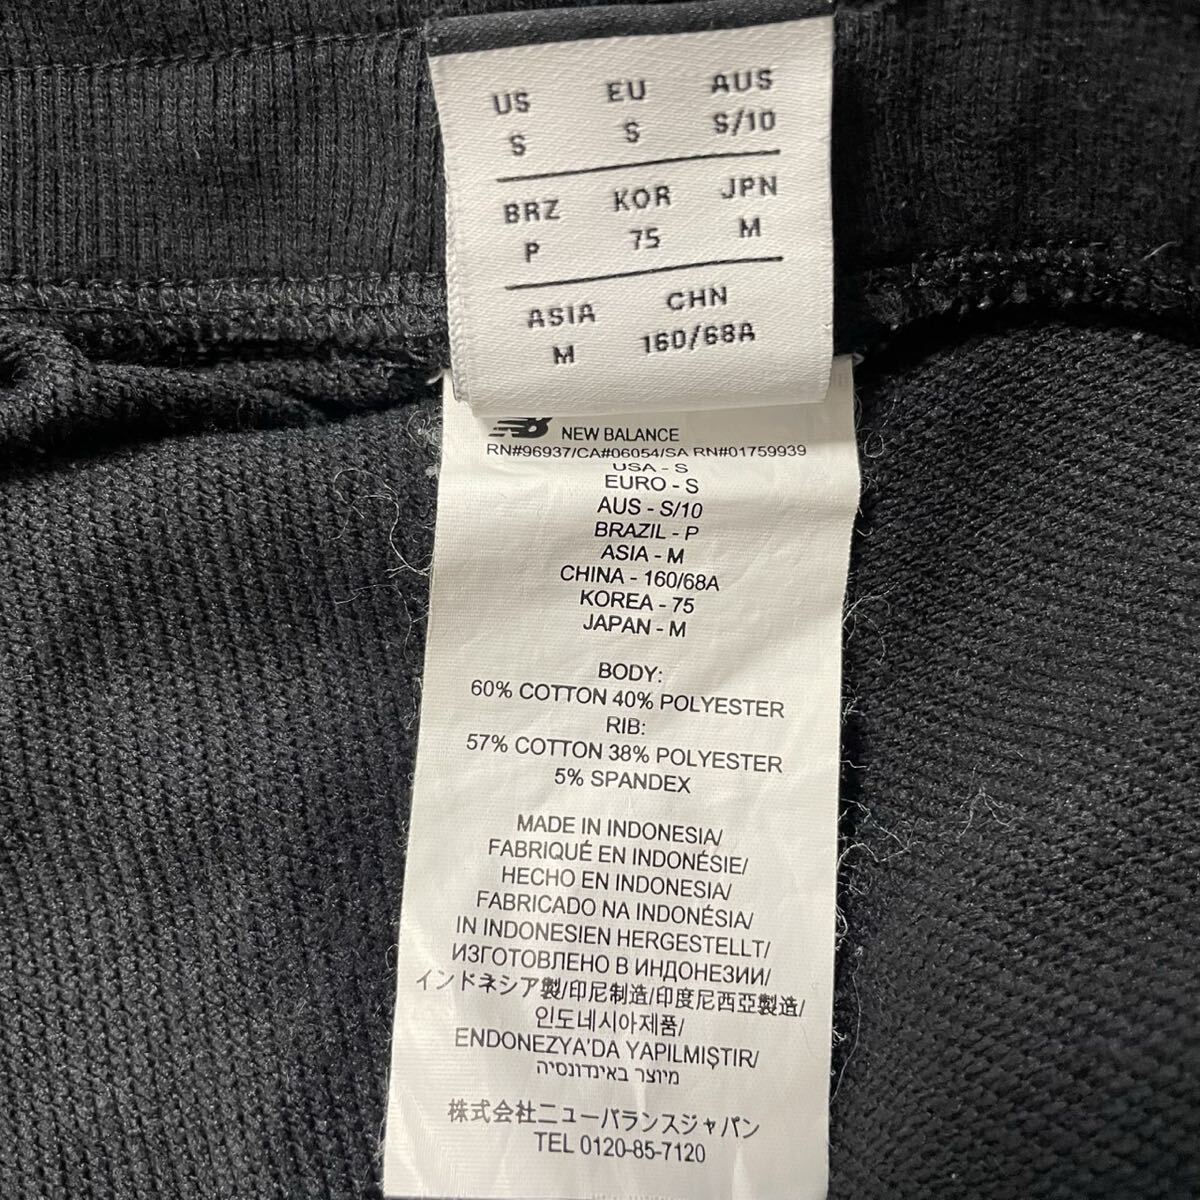 US EU AUS
S S S/10
BRZ KOR JPN
P 75 M
ASIA CHN
M 160/68A
NEW BALANCE
RN#96937/CA#06054/SA RN#01759939
USA - S
EURO - S
AUS - S/10
BRAZIL - P
ASIA - M
CHINA - 160/68A
KOREA - 75
JAPAN - M
BODY:
60% COTTON 40% POLYESTER
RIB:
57% COTTON 38% POLYESTER
5% SPANDEX
MADE IN INDONESIA/
FABRIQUÉ EN INDONÉSIE/
HECHO EN INDONESIA/
FABRICADO NA INDONÉSIA/
IN INDONESIEN HERGESTELLT/
ИЗГОТОВЛЕНО В ИНДОНЕЗИИ/
インドネシア製/印尼制造/印度尼西亞製造/
인도네시아제품/
ENDONEZYA'DA YAPILMIŞTIR/
מיוצר באינדונסיה
株式会社ニューバランスジャパン
TEL 0120-85-7120